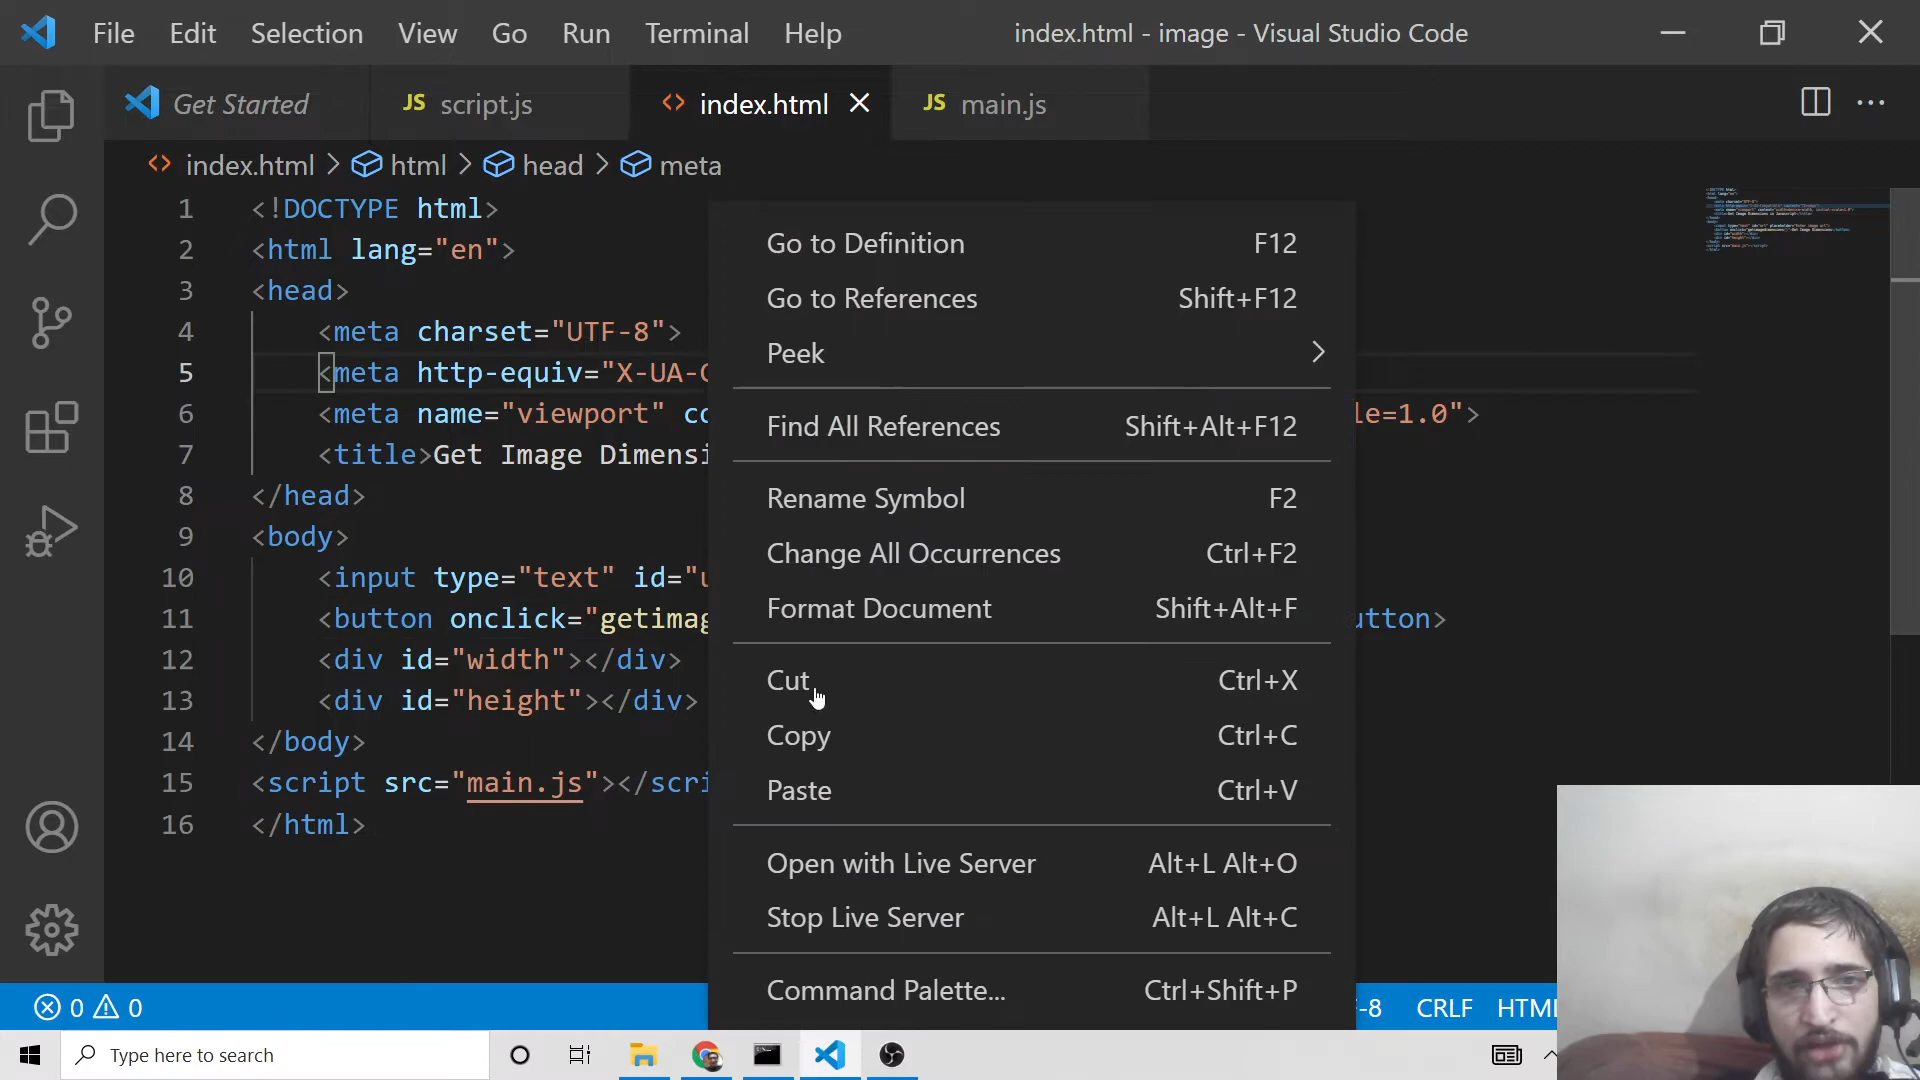 File Edit Selection View Go Run Terminal Help index.html - image - Visual Studio Code
Get Started JS script.js <> index.html JS main.js
<> index.html > html > head > meta
1 <!DOCTYPE html>
2 <html lang="en">
3 <head>
4 <meta charset="UTF-8">
5 <meta http-equiv="X-UA-
6 <meta name="viewport" le=1.0">
7 <title>Get Image
8 </head>
9 <body>
10 <input type="text" id="
11 <button onclick=" utton>
12 <div id="width"></div>
13 <div id="height"></div>
14 </body>
15 <script src="main.js"></scri
16 </html>
Go to Definition F12
Go to References Shift+F12
Peek
Find All References Shift+Alt+F12
Rename Symbol F2
Change All Occurrences Ctrl+F2
Format Document Shift+Alt+F
Cut Ctrl+X
Copy Ctrl+C
Paste Ctrl+V
Open with Live Server Alt+L Alt+O
Stop Live Server Alt+L Alt+C
Command Palette... Ctrl+Shift+P
0 0 -8 CRLF HTML
Type here to search